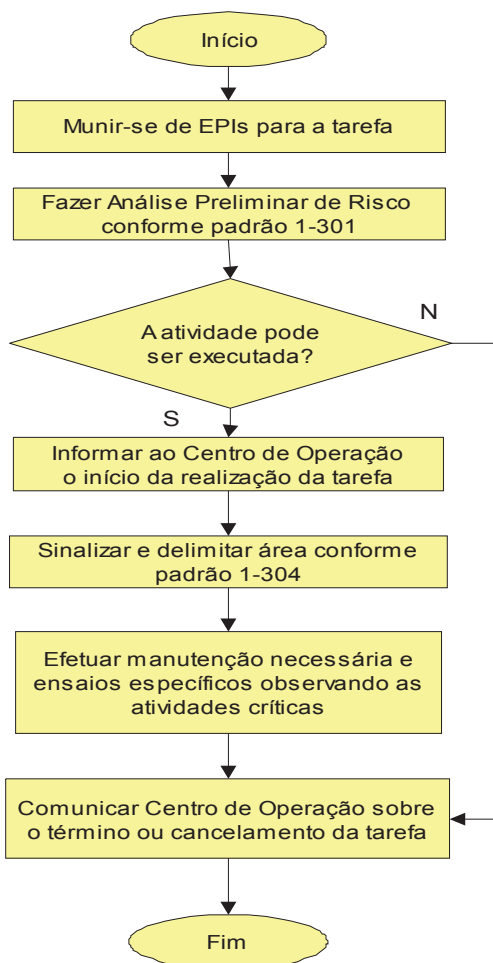 Início
Munir-se de EPIs para a tarefa
Fazer Análise Preliminar de Risco
conforme padrão 1-301
N
A atividade pode
ser executada?
S
Informar ao Centro de Operação
o início da realização da tarefa
Sinalizar e delimitar área conforme
padrão 1-304
Efetuar manutenção necessária e
ensaios específicos observando as
atividades críticas
Comunicar Centro de Operação sobre
o término ou cancelamento da tarefa
Fim